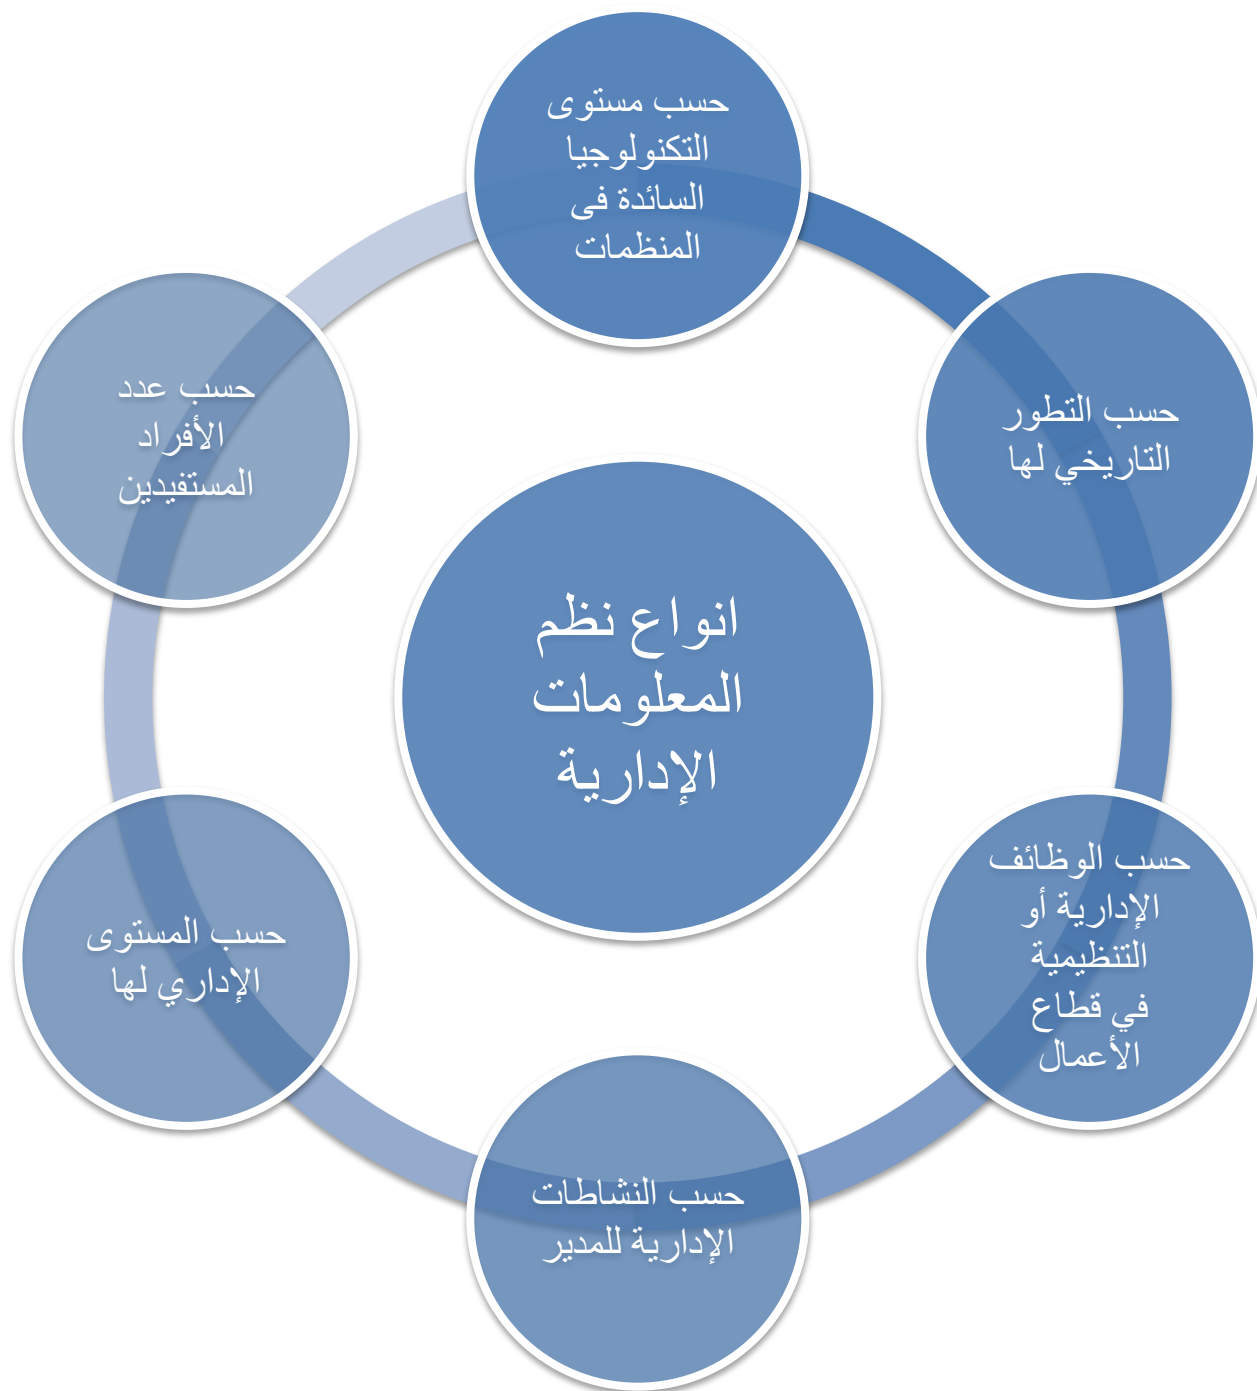 حسب مستوى
التكنولوجيا
السائدة فى
المنظمات
حسب التطور
التاريخي لها
حسب الوظائف
الإدارية أو
التنظيمية
في قطاع
الأعمال
حسب النشاطات
الإدارية للمدير
حسب المستوى
الإداري لها
حسب عدد
الأفراد
المستفيدين
انواع نظم
المعلومات
الإدارية